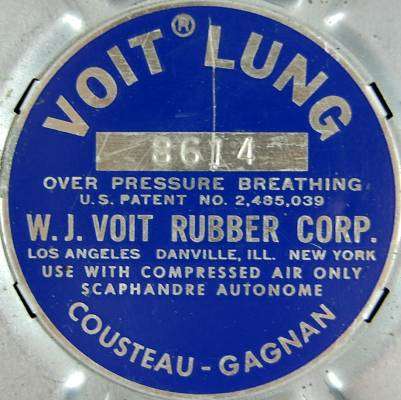 VOIT® LUNG
8614
OVER PRESSURE BREATHING
U.S. PATENT NO. 2,485,039
W. J. VOIT RUBBER CORP.
LOS ANGELES DANVILLE, ILL. NEW YORK
USE WITH COMPRESSED AIR ONLY
SCAPHANDRE AUTONOME
COUSTEAU - GAGNAN